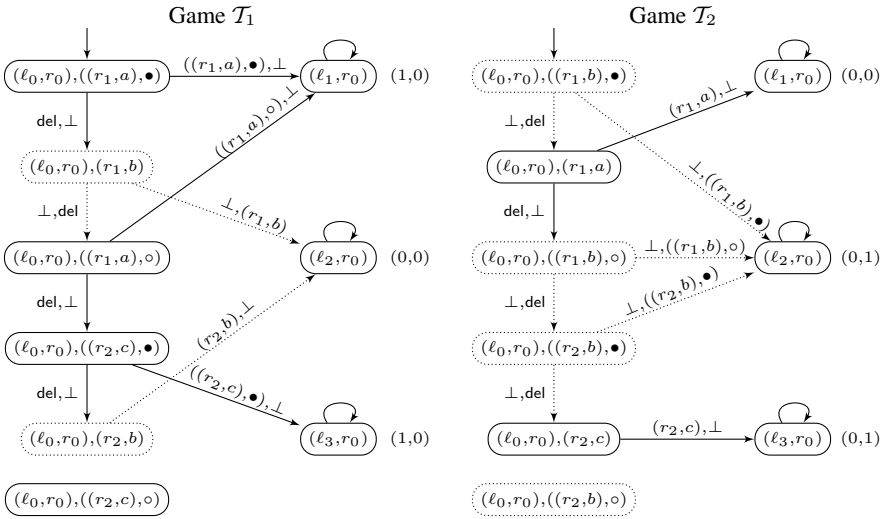 Game 𝒯₁
((r₁,a),●),⊥
(ℓ₀,r₀),((r₁,a),●)
(ℓ₁,r₀)
(1,0)
del,⊥
((r₁,a),○),⊥
(ℓ₀,r₀),(r₁,b)
⊥,del
⊥,(r₁,b)
(ℓ₀,r₀),((r₁,a),○)
(ℓ₂,r₀)
(0,0)
del,⊥
(r₂,b),⊥
(ℓ₀,r₀),((r₂,c),●)
del,⊥
((r₂,c),●),⊥
(ℓ₀,r₀),(r₂,b)
(ℓ₃,r₀)
(1,0)
(ℓ₀,r₀),((r₂,c),○)
Game 𝒯₂
(ℓ₀,r₀),((r₁,b),●)
(ℓ₁,r₀)
(0,0)
⊥,del
(r₁,a),⊥
(ℓ₀,r₀),(r₁,a)
⊥,((r₁,b),●)
del,⊥
(ℓ₀,r₀),((r₁,b),○)
⊥,((r₁,b),○)
(ℓ₂,r₀)
(0,1)
⊥,del
⊥,((r₂,b),●)
(ℓ₀,r₀),((r₂,b),●)
⊥,del
(ℓ₀,r₀),(r₂,c)
(r₂,c),⊥
(ℓ₃,r₀)
(0,1)
(ℓ₀,r₀),((r₂,b),○)